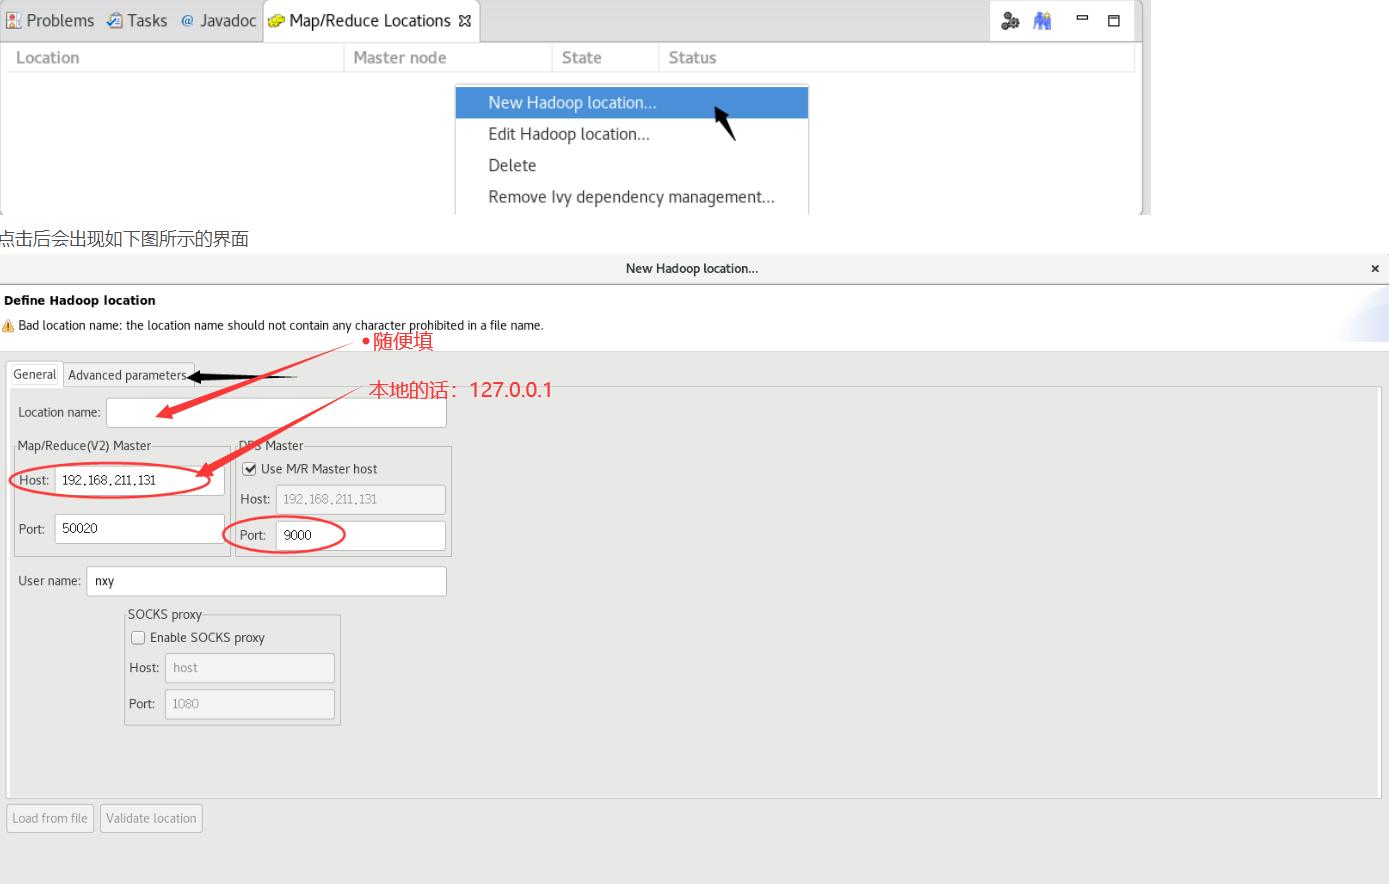 Problems Tasks @ Javadoc Map/Reduce Locations
Location Master node State Status
New Hadoop location...
Edit Hadoop location...
Delete
Remove Ivy dependency management...
点击后会出现如下图所示的界面
New Hadoop location...
Define Hadoop location
Bad location name: the location name should not contain any character prohibited in a file name.
随便填
General Advanced parameters
本地的话：127.0.0.1
Location name:
Map/Reduce(V2) Master DFS Master
Use M/R Master host
Host: 192.168.211.131
Host: 192.168.211.131
Port: 50020
Port: 9000
User name: nxy
SOCKS proxy
Enable SOCKS proxy
Host: host
Port: 1080
Load from file Validate location